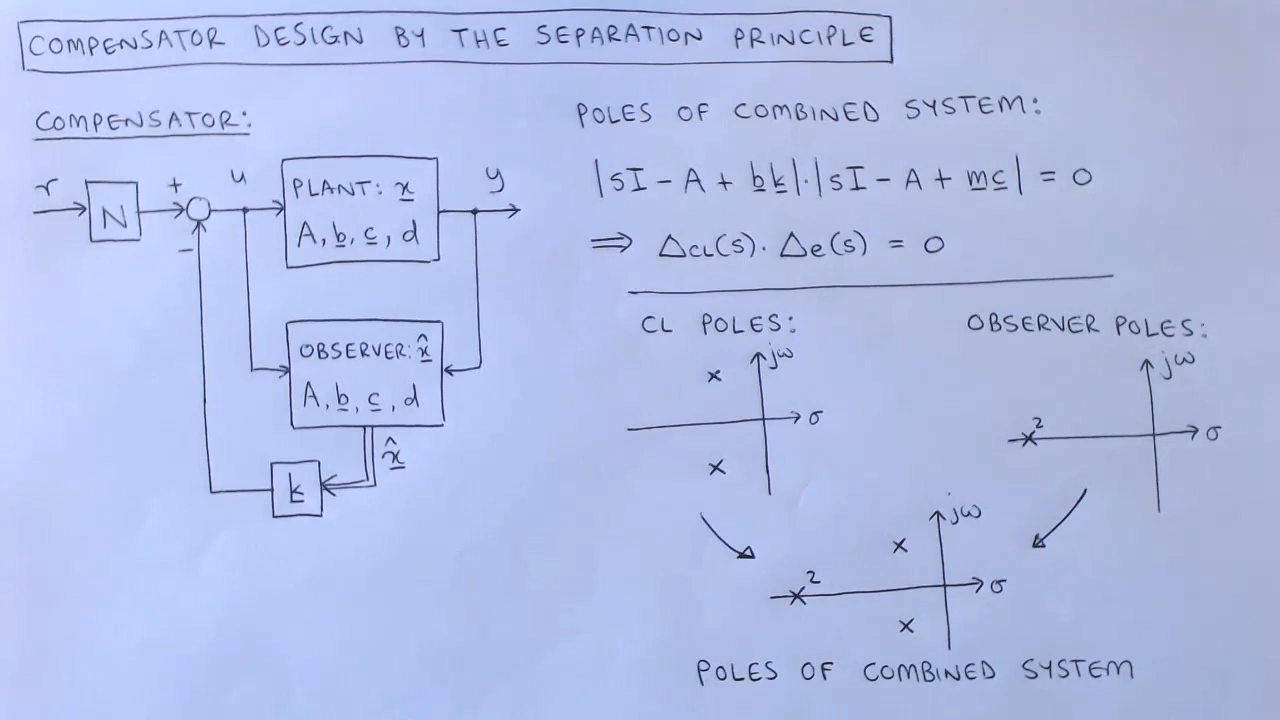 COMPENSATOR DESIGN BY THE SEPARATION PRINCIPLE
COMPENSATOR:
r
N
+
−
u
PLANT: x
A, b, c, d
y
OBSERVER: x̂
A, b, c, d
x̂
k
POLES OF COMBINED SYSTEM:
|sI − A + bk|·|sI − A + mc| = 0
⇒ ΔCL(s). Δe(s) = 0
CL POLES:
jω
σ
OBSERVER POLES:
jω
2
σ
jω
2
σ
POLES OF COMBINED SYSTEM